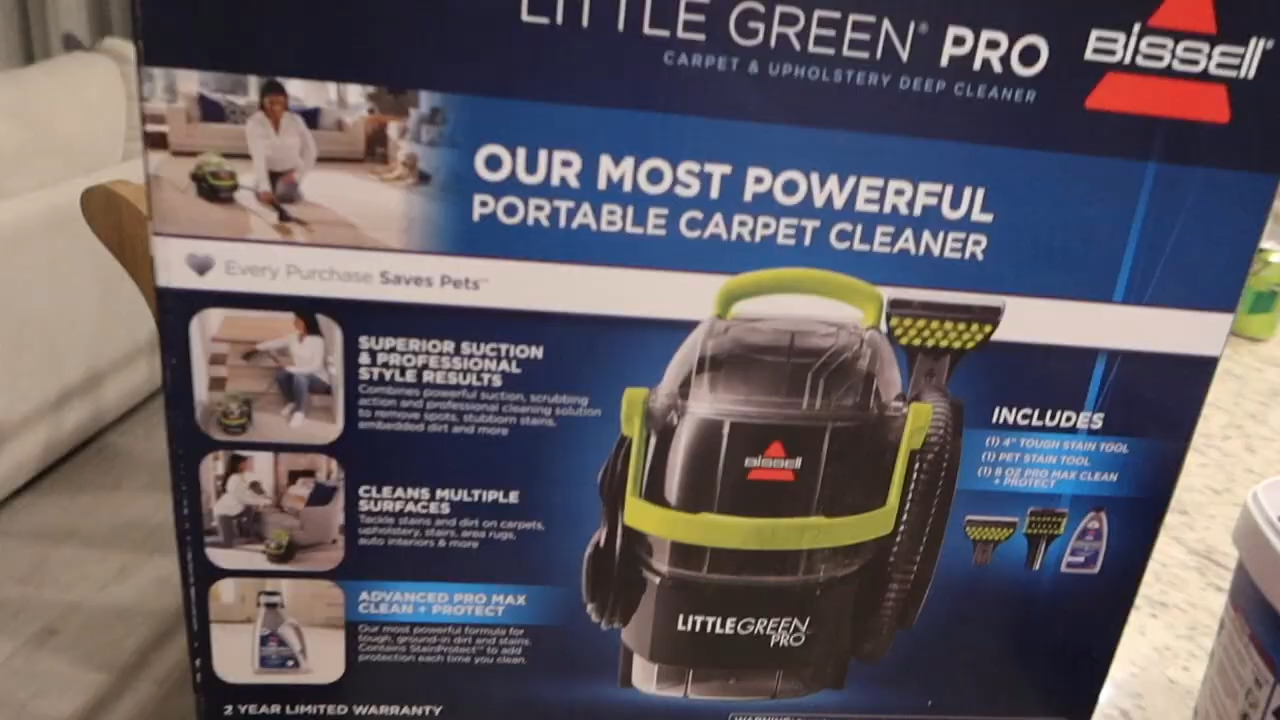 LITTLE GREEN® PRO
CARPET & UPHOLSTERY DEEP CLEANER
BISSELL®
OUR MOST POWERFUL
PORTABLE CARPET CLEANER
Every Purchase Saves Pets™
SUPERIOR SUCTION
& PROFESSIONAL
STYLE RESULTS
Combines powerful suction, scrubbing
action and professional cleaning solution
to remove spots, stubborn stains,
embedded dirt and more
CLEANS MULTIPLE
SURFACES
Tackle stains and dirt on carpets,
upholstery, stairs, area rugs,
auto interiors & more
ADVANCED PRO MAX
CLEAN + PROTECT
Our most powerful formula for
tough, ground-in dirt and stains.
Contains StainProtect™ to add
protection each time you clean.
2 YEAR LIMITED WARRANTY
BISSELL
LITTLEGREEN
PRO
INCLUDES
(1) 4" TOUGH STAIN TOOL
(1) PET STAIN TOOL
(1) 8 OZ PRO MAX CLEAN
+ PROTECT